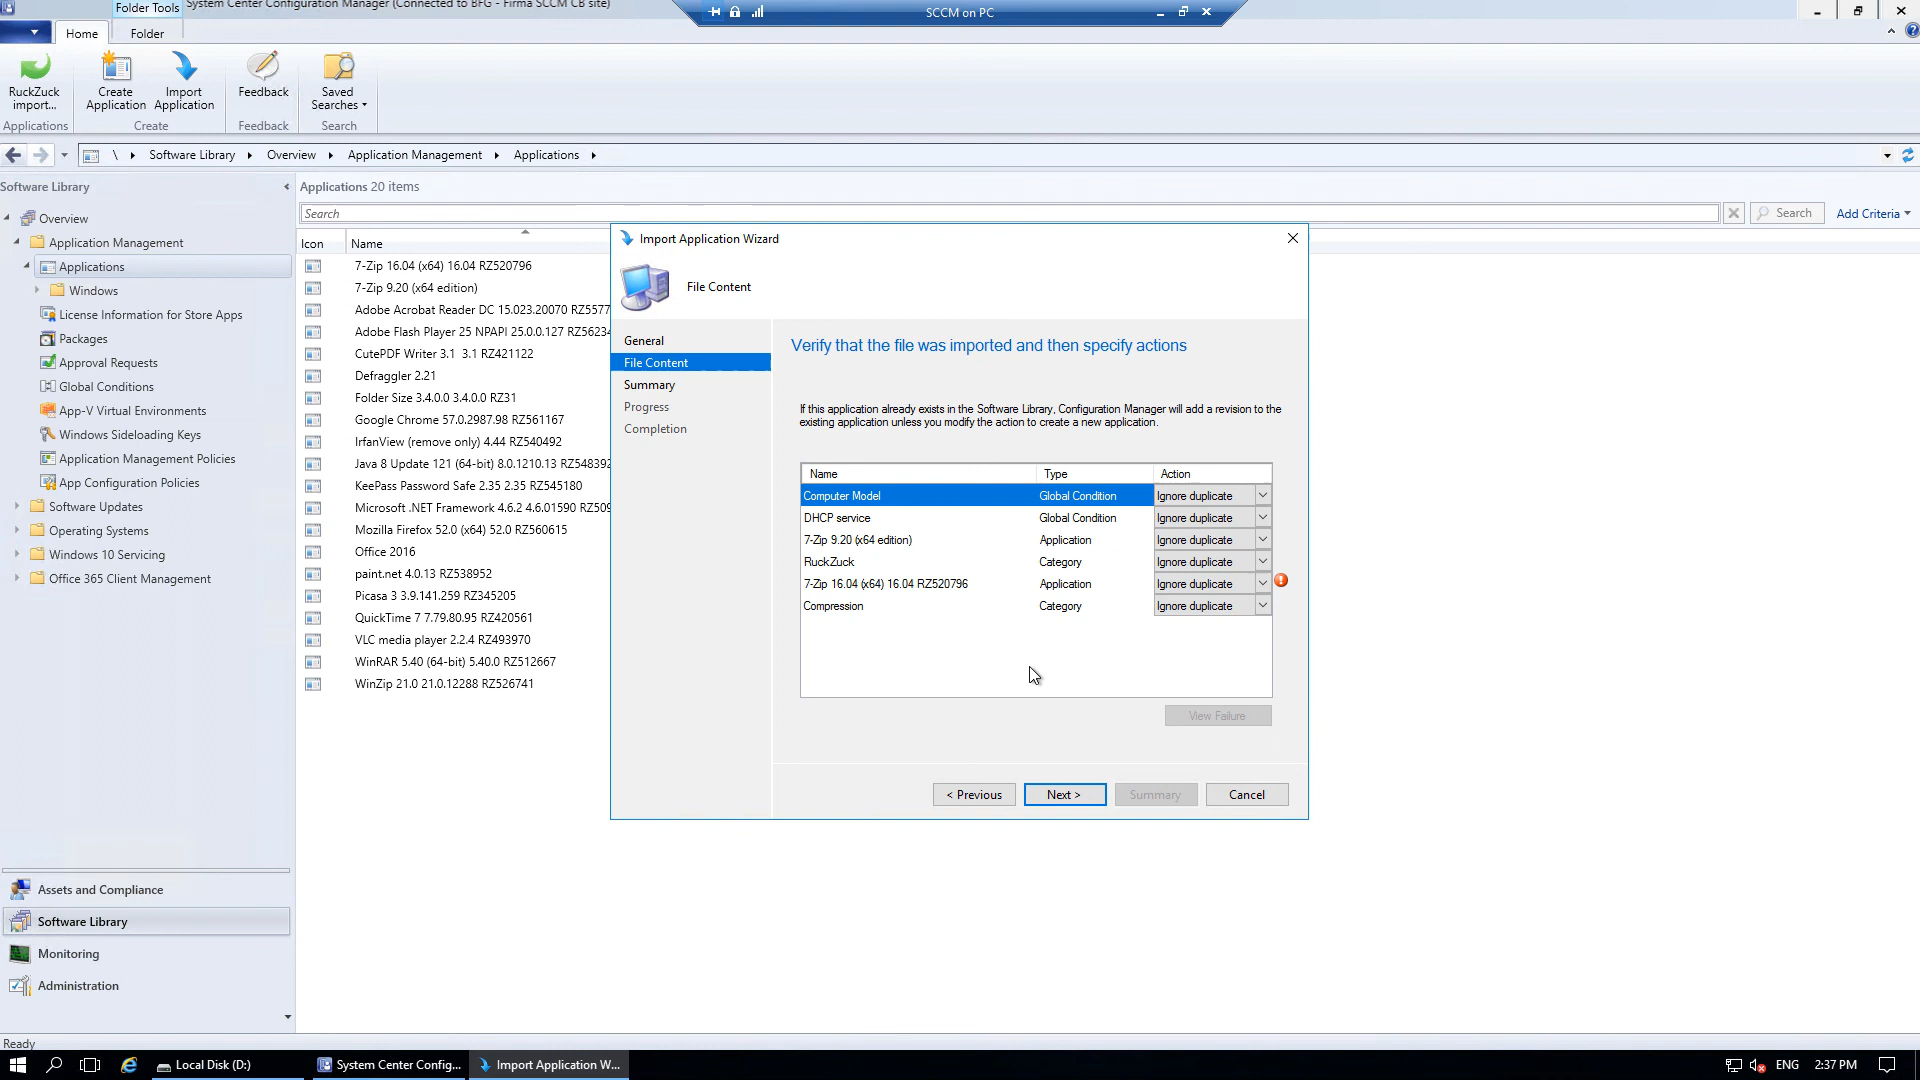 Folder Tools
System Center Configuration Manager (Connected to BFG - Firma SCCM CB site)
SCCM on PC
Home
Folder
RuckZuck import...
Create Application
Import Application
Feedback
Saved Searches
Applications
Create
Feedback
Search
\ Software Library Overview Application Management Applications
Software Library
Applications 20 items
Search
Search
Add Criteria
Overview
Application Management
Applications
Windows
License Information for Store Apps
Packages
Approval Requests
Global Conditions
App-V Virtual Environments
Windows Sideloading Keys
Application Management Policies
App Configuration Policies
Software Updates
Operating Systems
Windows 10 Servicing
Office 365 Client Management
Assets and Compliance
Software Library
Monitoring
Administration
Icon Name
7-Zip 16.04 (x64) 16.04 RZ520796
7-Zip 9.20 (x64 edition)
Adobe Acrobat Reader DC 15.023.20070 RZ5577
Adobe Flash Player 25 NPAPI 25.0.0.127 RZ56234
CutePDF Writer 3.1 3.1 RZ421122
Defraggler 2.21
Folder Size 3.4.0.0 3.4.0.0 RZ31
Google Chrome 57.0.2987.98 RZ561167
IrfanView (remove only) 4.44 RZ540492
Java 8 Update 121 (64-bit) 8.0.1210.13 RZ548392
KeePass Password Safe 2.35 2.35 RZ545180
Microsoft .NET Framework 4.6.2 4.6.01590 RZ509
Mozilla Firefox 52.0 (x64) 52.0 RZ560615
Office 2016
paint.net 4.0.13 RZ538952
Picasa 3 3.9.141.259 RZ345205
QuickTime 7 7.79.80.95 RZ420561
VLC media player 2.2.4 RZ493970
WinRAR 5.40 (64-bit) 5.40.0 RZ512667
WinZip 21.0 21.0.12288 RZ526741
Import Application Wizard
File Content
General
File Content
Summary
Progress
Completion
Verify that the file was imported and then specify actions
If this application already exists in the Software Library, Configuration Manager will add a revision to the
existing application unless you modify the action to create a new application.
Name Type Action
Computer Model Global Condition Ignore duplicate
DHCP service Global Condition Ignore duplicate
7-Zip 9.20 (x64 edition) Application Ignore duplicate
RuckZuck Category Ignore duplicate
7-Zip 16.04 (x64) 16.04 RZ520796 Application Ignore duplicate
Compression Category Ignore duplicate
View Failure
< Previous Next > Summary Cancel
Ready
Local Disk (D:) System Center Config... Import Application W... ENG 2:37 PM